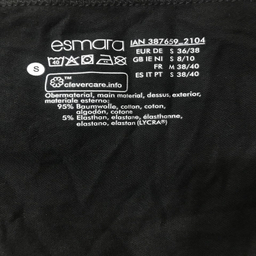 esmara
IAN 387659_2104
EUR DE S 36/38
GB IE NI S 8/10
FR M 38/40
ES IT PT S 38/40
S
™
clevercare.info
Obermaterial, main material, dessus, exterior,
materiale esterno:
95% Baumwolle, cotton, coton,
algodón, cotone
5% Elasthan, elastane, élasthanne,
elastano, elastan (LYCRA®)